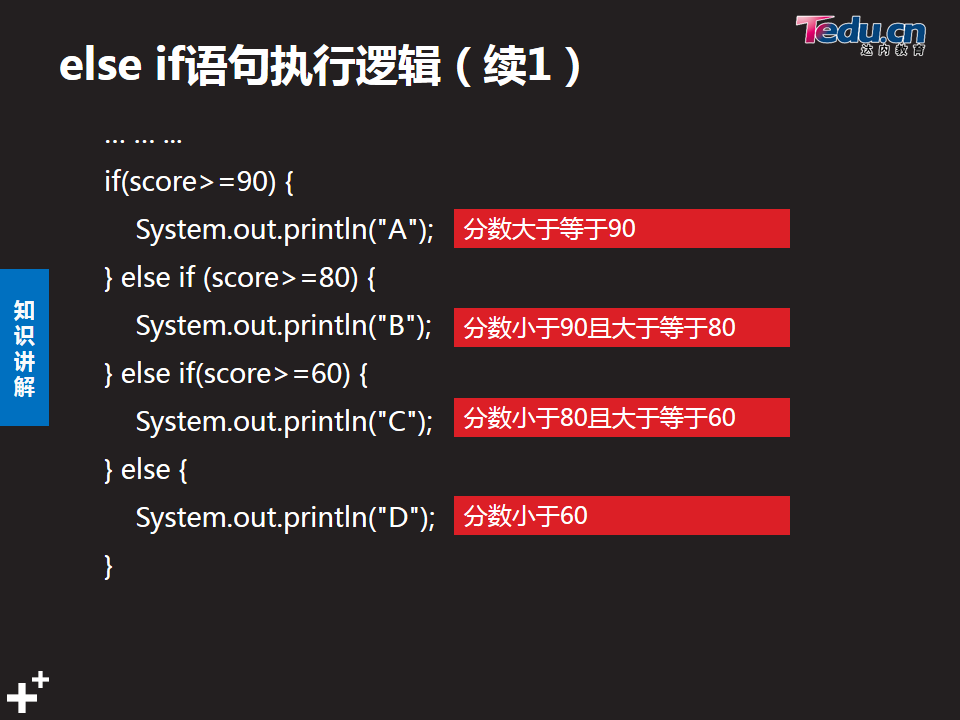 Tedu.cn
达内教育
else if语句执行逻辑（续1）
... ... ...
if(score>=90) {
System.out.println("A");
分数大于等于90
} else if (score>=80) {
System.out.println("B");
分数小于90且大于等于80
} else if(score>=60) {
System.out.println("C");
分数小于80且大于等于60
} else {
System.out.println("D");
分数小于60
}
知识讲解